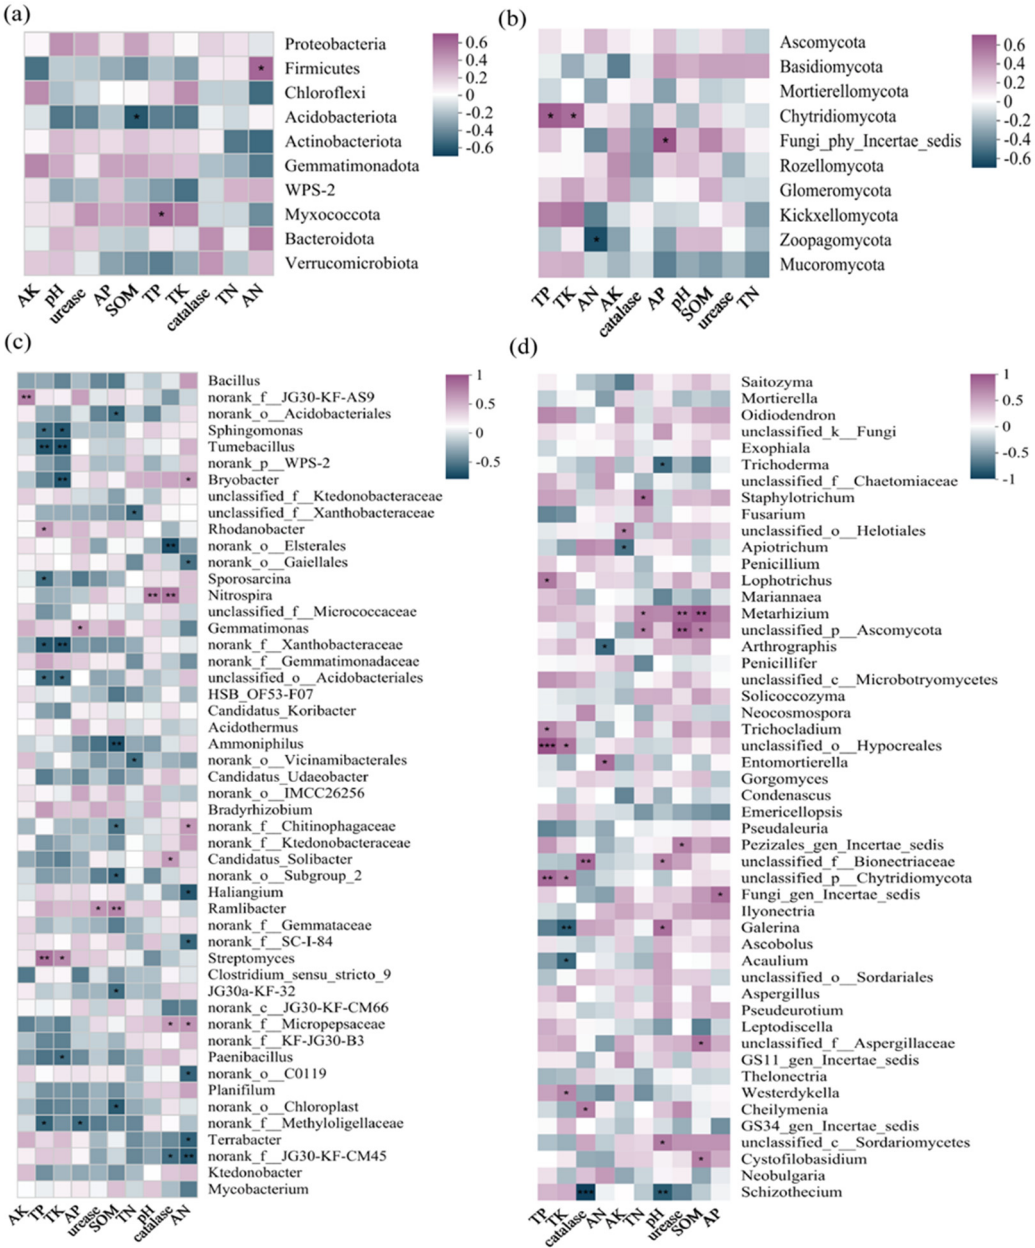 (a)
Proteobacteria
Firmicutes
Chloroflexi
Acidobacteriota
Actinobacteriota
Gemmatimonadota
WPS-2
Myxococcota
Bacteroidota
Verrucomicrobiota
0.6
0.4
0.2
0
-0.2
-0.4
-0.6
AK pH urease AP SOM TP TK catalase TN AN
(b)
Ascomycota
Basidiomycota
Mortierellomycota
Chytridiomycota
Fungi_phy_Incertae_sedis
Rozellomycota
Glomeromycota
Kickxellomycota
Zoopagomycota
Mucoromycota
0.6
0.4
0.2
0
-0.2
-0.4
-0.6
TP TK AN AK catalase AP pH SOM urease TN
(c)
Bacillus
norank_f__JG30-KF-AS9
norank_o__Acidobacteriales
Sphingomonas
Tumebacillus
norank_p__WPS-2
Bryobacter
unclassified_f__Ktedonobacteraceae
unclassified_f__Xanthobacteraceae
Rhodanobacter
norank_o__Elsterales
norank_o__Gaiellales
Sporosarcina
Nitrospira
unclassified_f__Micrococcaceae
Gemmatimonas
norank_f__Xanthobacteraceae
norank_f__Gemmatimonadaceae
unclassified_o__Acidobacteriales
HSB_OF53-F07
Candidatus_Koribacter
Acidothermus
Ammoniphilus
norank_o__Vicinamibacterales
Candidatus_Udaeobacter
norank_o__IMCC26256
Bradyrhizobium
norank_f__Chitinophagaceae
norank_f__Ktedonobacteraceae
Candidatus_Solibacter
norank_o__Subgroup_2
Haliangium
Ramlibacter
norank_f__Gemmataceae
norank_f__SC-I-84
Streptomyces
Clostridium_sensu_stricto_9
JG30a-KF-32
norank_c__JG30-KF-CM66
norank_f__Micropepsaceae
norank_f__KF-JG30-B3
Paenibacillus
norank_o__C0119
Planifilum
norank_o__Chloroplast
norank_f__Methyloligellaceae
Terrabacter
norank_f__JG30-KF-CM45
Ktedonobacter
Mycobacterium
1
0.5
0
-0.5
AK TP TK AP urease SOM TN pH catalase AN
(d)
Saitozyma
Mortierella
Oidiodendron
unclassified_k__Fungi
Exophiala
Trichoderma
unclassified_f__Chaetomiaceae
Staphylotrichum
Fusarium
unclassified_o__Helotiales
Apiotrichum
Penicillium
Lophotrichus
Mariannaea
Metarhizium
unclassified_p__Ascomycota
Arthrographis
Penicillifer
unclassified_c__Microbotryomycetes
Solicoccozyma
Neocosmospora
Trichocladium
unclassified_o__Hypocreales
Entomortierella
Gorgomyces
Condenascus
Emericellopsis
Pseudaleuria
Pezizales_gen_Incertae_sedis
unclassified_f__Bionectriaceae
unclassified_p__Chytridiomycota
Fungi_gen_Incertae_sedis
Ilyonectria
Galerina
Ascobolus
Acaulium
unclassified_o__Sordariales
Aspergillus
Pseudeurotium
Leptodiscella
unclassified_f__Aspergillaceae
GS11_gen_Incertae_sedis
Thelonectria
Westerdykella
Cheilymenia
GS34_gen_Incertae_sedis
unclassified_c__Sordariomycetes
Cystofilobasidium
Neobulgaria
Schizothecium
1
0.5
0
-0.5
-1
TP TK catalase AN AK TN pH urease SOM AP